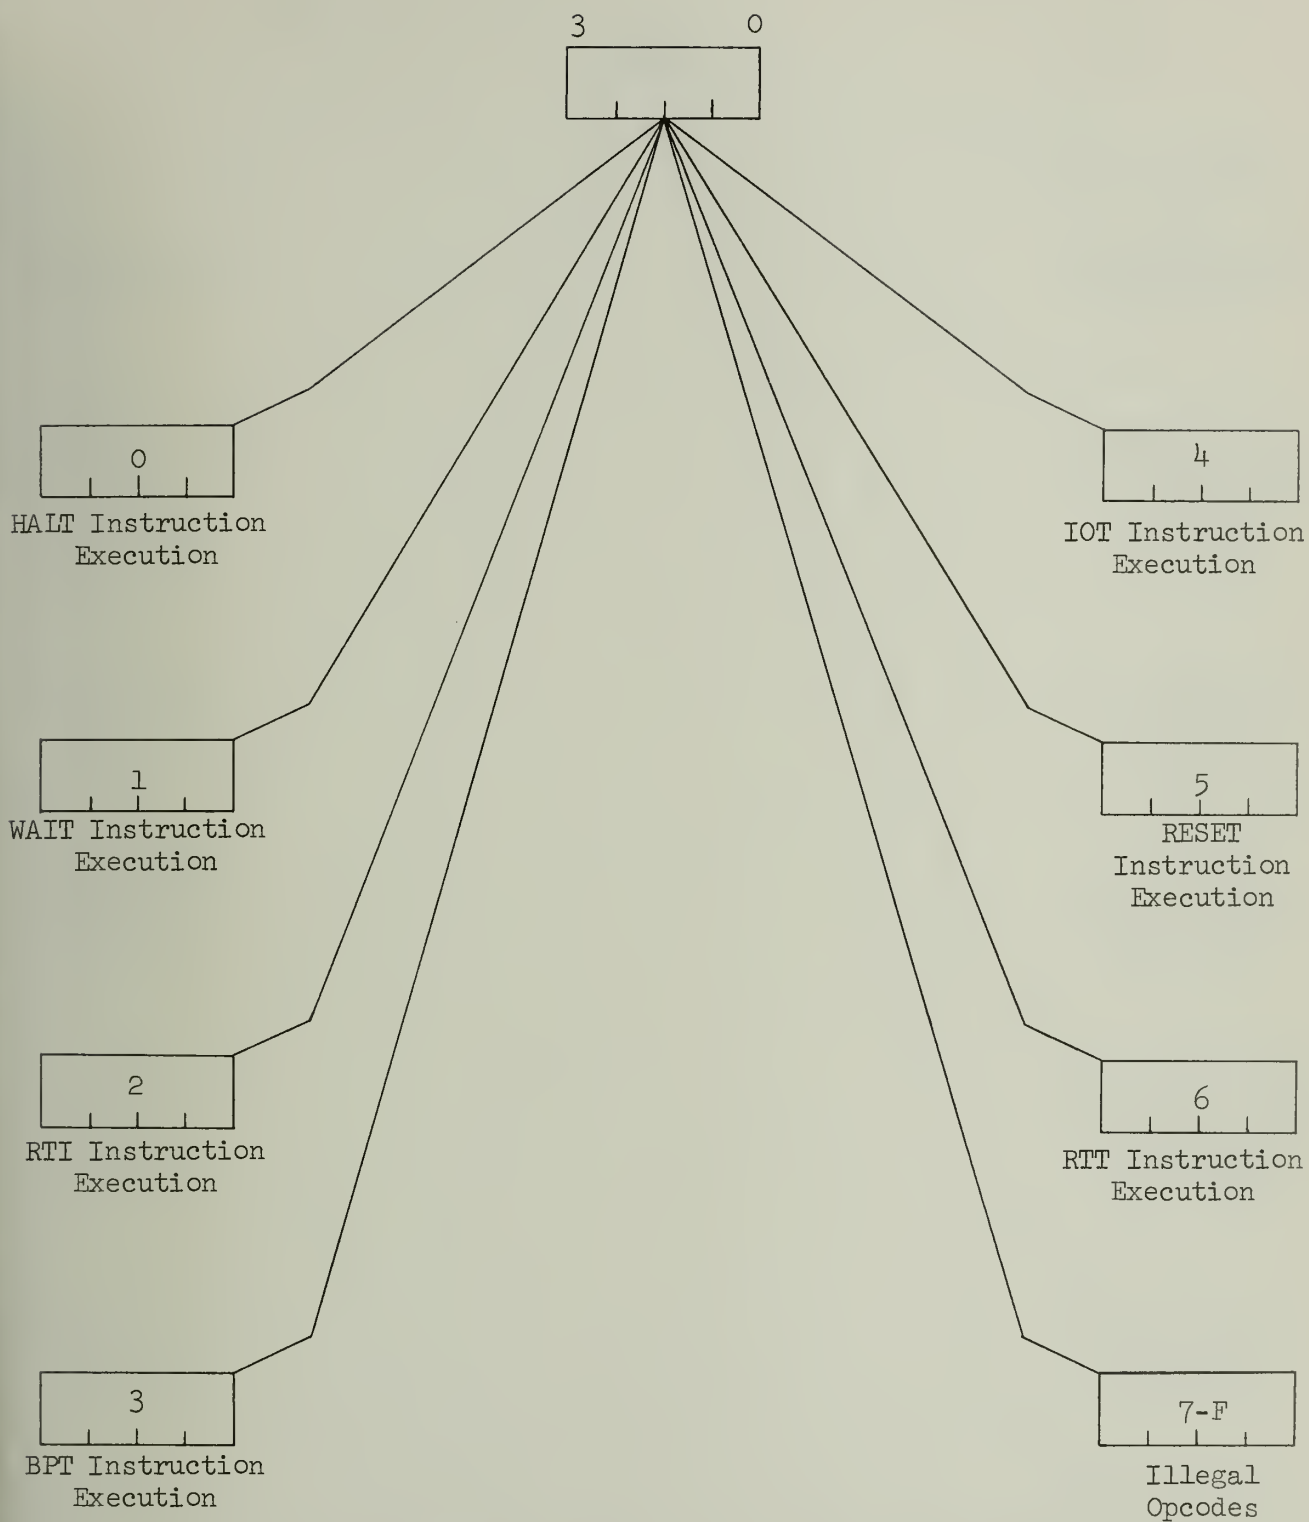 3 0
0
HALT Instruction
Execution
1
WAIT Instruction
Execution
2
RTI Instruction
Execution
3
BPT Instruction
Execution
4
IOT Instruction
Execution
5
RESET
Instruction
Execution
6
RTT Instruction
Execution
7-F
Illegal
Opcodes